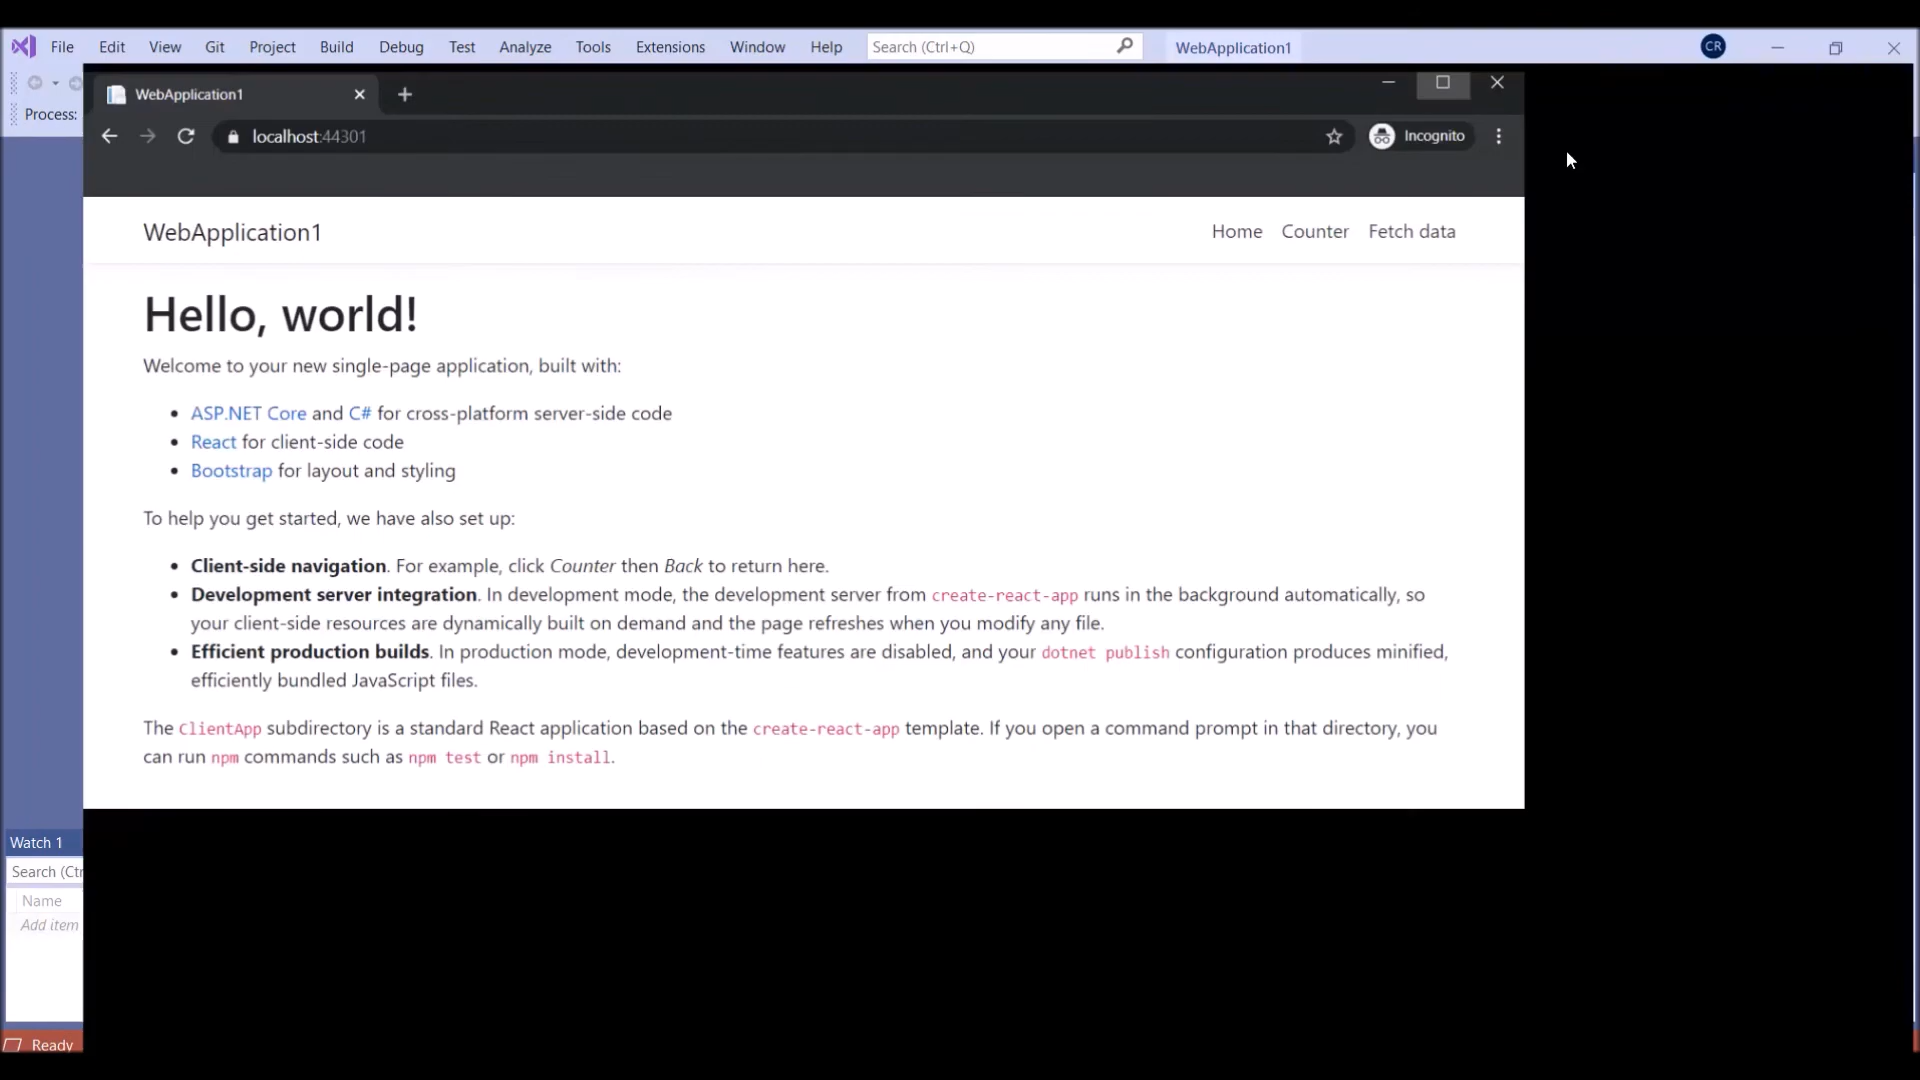 File Edit View Git Project Build Debug Test Analyze Tools Extensions Window Help Search (Ctrl+Q) WebApplication1 CR
WebApplication1
Process:
localhost:44301 Incognito
WebApplication1 Home Counter Fetch data
Hello, world!
Welcome to your new single-page application, built with:
• ASP.NET Core and C# for cross-platform server-side code
• React for client-side code
• Bootstrap for layout and styling
To help you get started, we have also set up:
• Client-side navigation. For example, click Counter then Back to return here.
• Development server integration. In development mode, the development server from create-react-app runs in the background automatically, so
your client-side resources are dynamically built on demand and the page refreshes when you modify any file.
• Efficient production builds. In production mode, development-time features are disabled, and your dotnet publish configuration produces minified,
efficiently bundled JavaScript files.
The ClientApp subdirectory is a standard React application based on the create-react-app template. If you open a command prompt in that directory, you
can run npm commands such as npm test or npm install.
Watch 1
Search (Ctr
Name
Add item
Ready